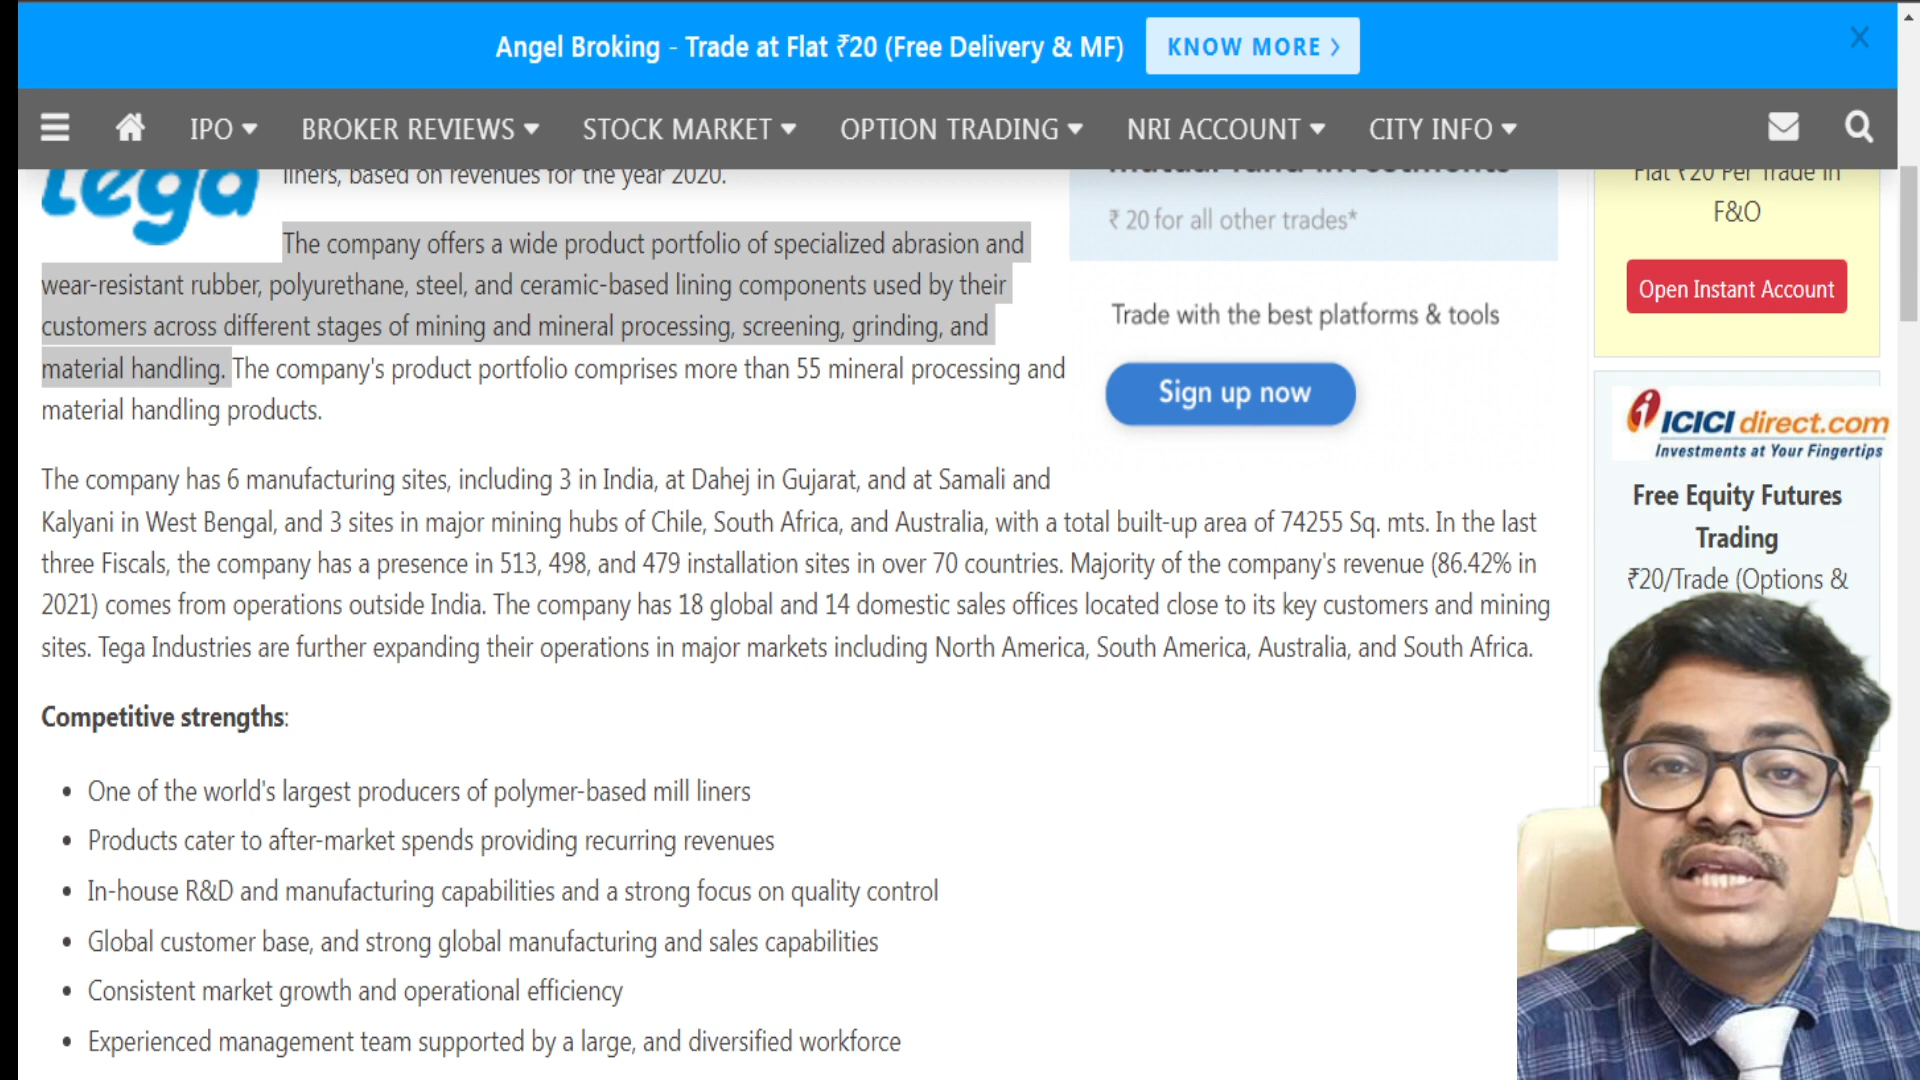 Angel Broking - Trade at Flat ₹20 (Free Delivery & MF)
KNOW MORE >
IPO
BROKER REVIEWS
STOCK MARKET
OPTION TRADING
NRI ACCOUNT
CITY INFO
tega
liners, based on revenues for the year 2020.
The company offers a wide product portfolio of specialized abrasion and
wear-resistant rubber, polyurethane, steel, and ceramic-based lining components used by their
customers across different stages of mining and mineral processing, screening, grinding, and
material handling. The company's product portfolio comprises more than 55 mineral processing and
material handling products.
The company has 6 manufacturing sites, including 3 in India, at Dahej in Gujarat, and at Samali and
Kalyani in West Bengal, and 3 sites in major mining hubs of Chile, South Africa, and Australia, with a total built-up area of 74255 Sq. mts. In the last
three Fiscals, the company has a presence in 513, 498, and 479 installation sites in over 70 countries. Majority of the company's revenue (86.42% in
2021) comes from operations outside India. The company has 18 global and 14 domestic sales offices located close to its key customers and mining
sites. Tega Industries are further expanding their operations in major markets including North America, South America, Australia, and South Africa.
Competitive strengths:
• One of the world's largest producers of polymer-based mill liners
• Products cater to after-market spends providing recurring revenues
• In-house R&D and manufacturing capabilities and a strong focus on quality control
• Global customer base, and strong global manufacturing and sales capabilities
• Consistent market growth and operational efficiency
• Experienced management team supported by a large, and diversified workforce
mutual fund investments
₹ 20 for all other trades*
Trade with the best platforms & tools
Sign up now
Flat ₹20 Per Trade in
F&O
Open Instant Account
ICICI direct.com
Investments at Your Fingertips
Free Equity Futures
Trading
₹20/Trade (Options &